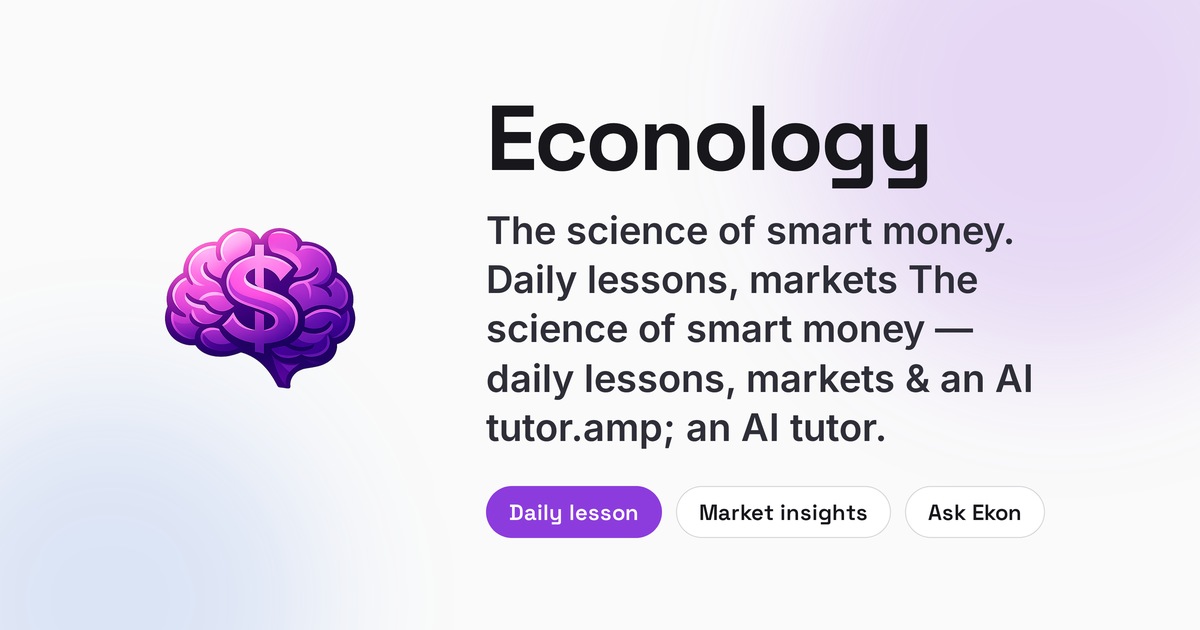 $
Econology
The science of smart money.
Daily lessons, markets The
science of smart money —
daily lessons, markets & an AI
tutor.amp; an AI tutor.
Daily lesson
Market insights
Ask Ekon